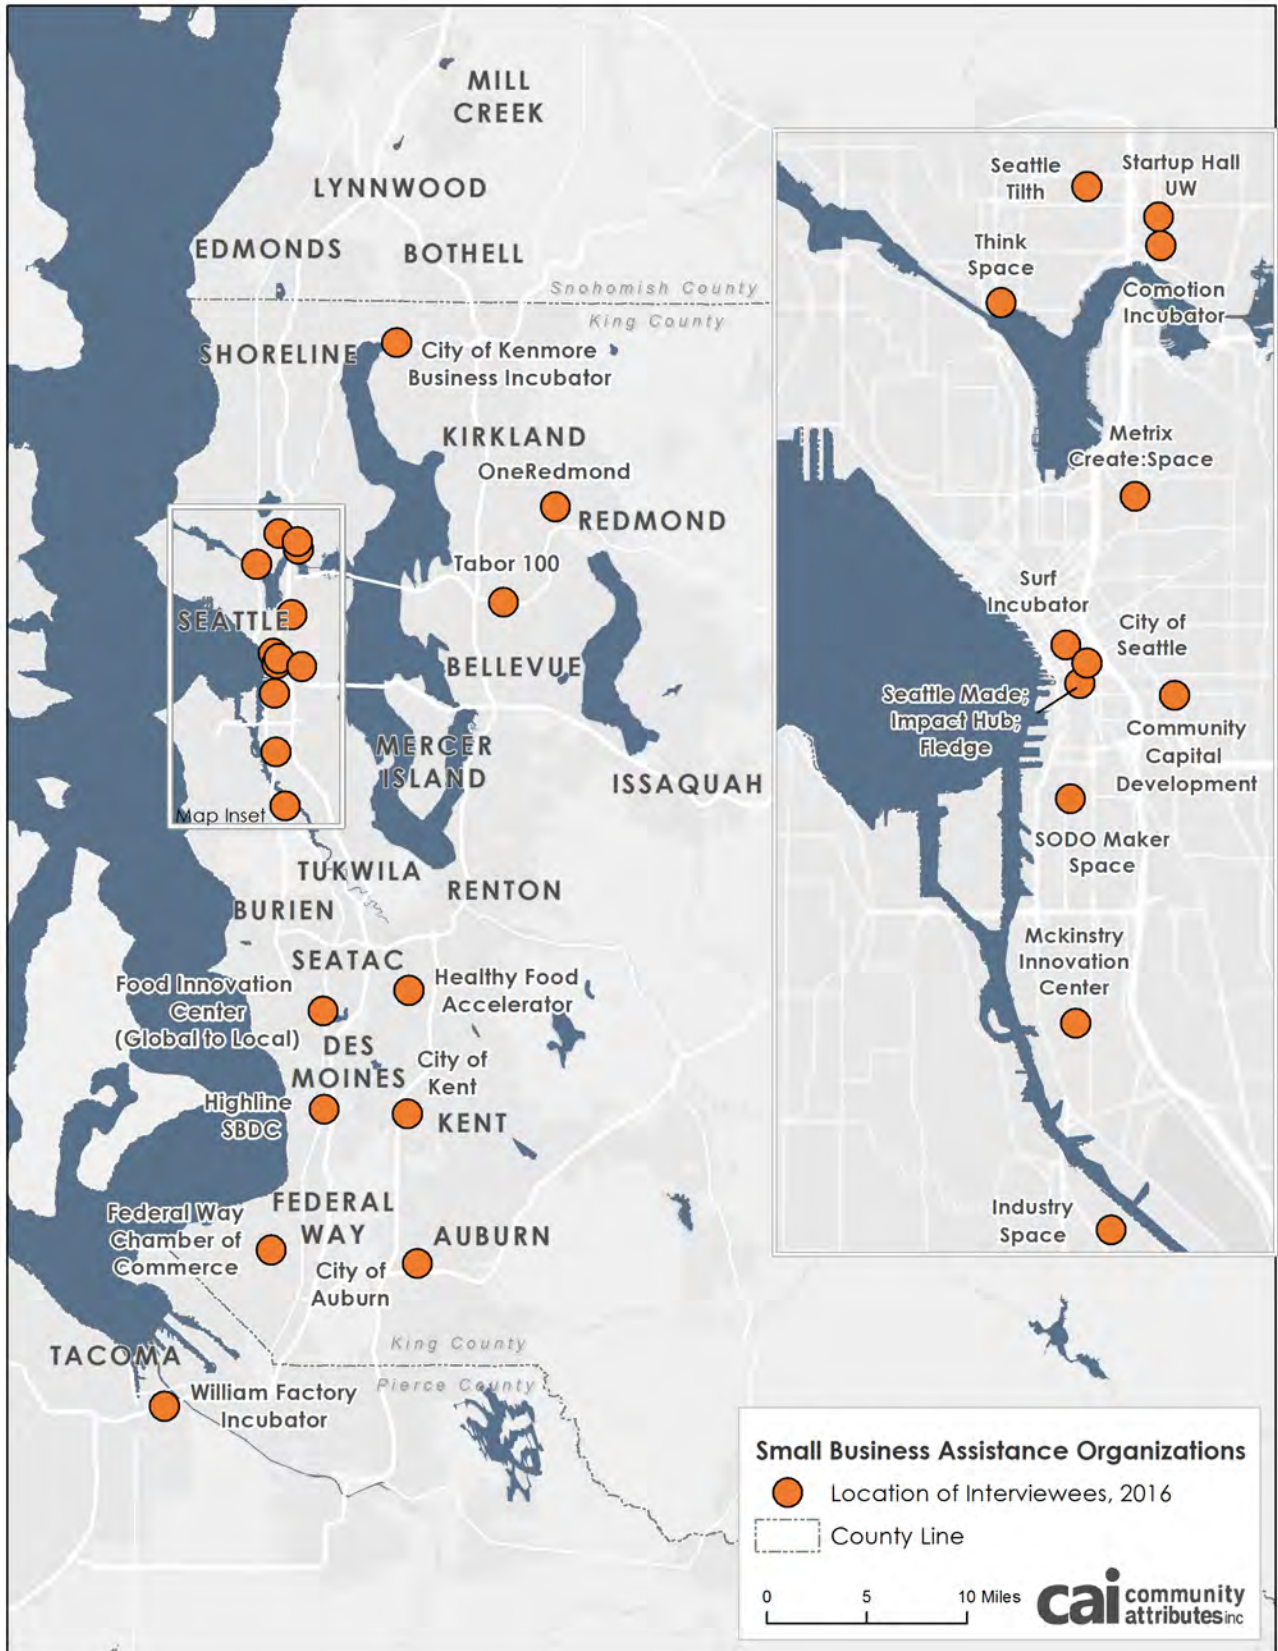 MILL
CREEK
LYNNWOOD
EDMONDS
BOTHELL
Snohomish County
King County
SHORELINE
City of Kenmore
Business Incubator
KIRKLAND
OneRedmond
REDMOND
Tabor 100
SEATTLE
BELLEVUE
MERCER
ISLAND
ISSAQUAH
Map Inset
TUKWILA
RENTON
BURIEN
SEATAC
Food Innovation
Center
(Global to Local)
Healthy Food
Accelerator
DES
MOINES
City of
Kent
Highline
SBDC
KENT
FEDERAL
WAY
Federal Way
Chamber of
Commerce
AUBURN
City of
Auburn
King County
Pierce County
TACOMA
William Factory
Incubator
Seattle
Tilth
Startup Hall
UW
Think
Space
Comotion
Incubator
Metrix
Create:Space
Surf
Incubator
City of
Seattle
Seattle Made;
Impact Hub;
Fledge
Community
Capital
Development
SODO Maker
Space
Mckinstry
Innovation
Center
Industry
Space
Small Business Assistance Organizations
Location of Interviewees, 2016
County Line
0 5 10 Miles
cai community
attributes inc